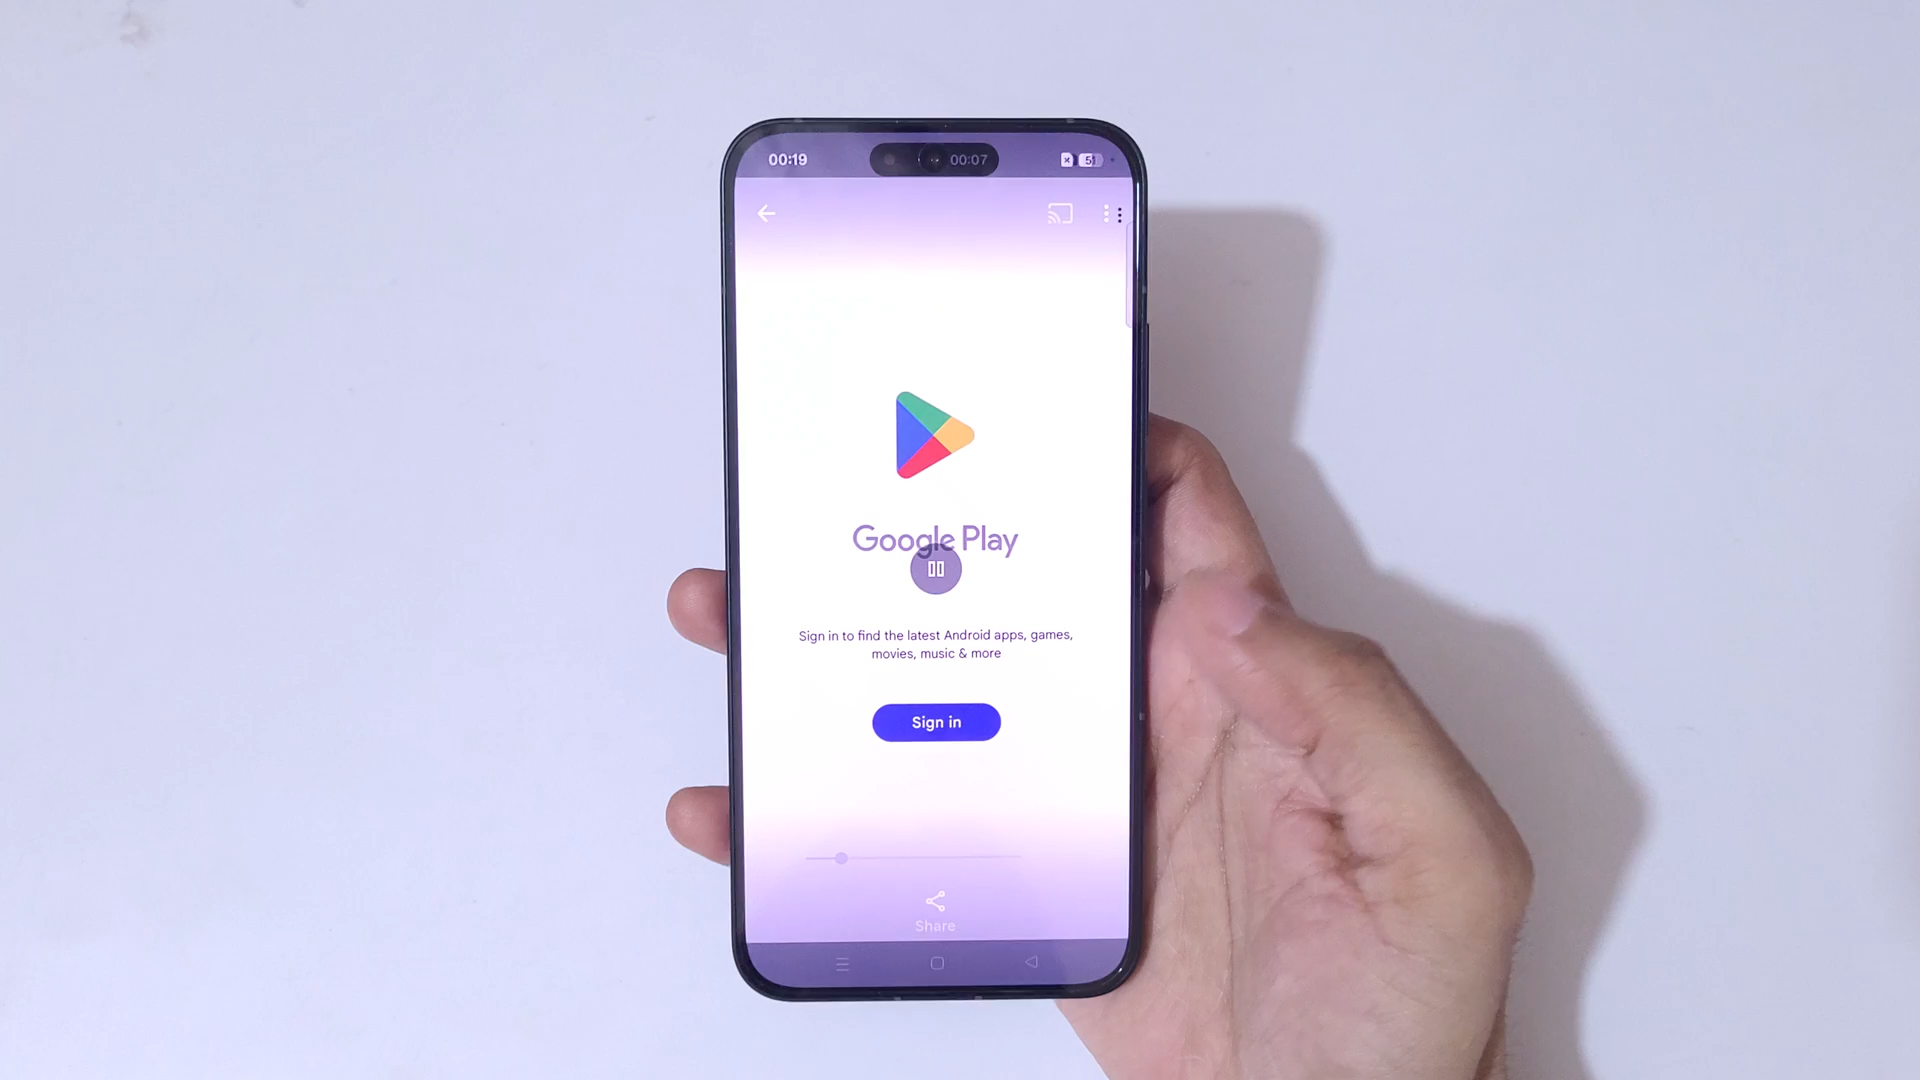 00:19
00:07
51
Google Play
Sign in to find the latest Android apps, games,
movies, music & more
Sign in
Share